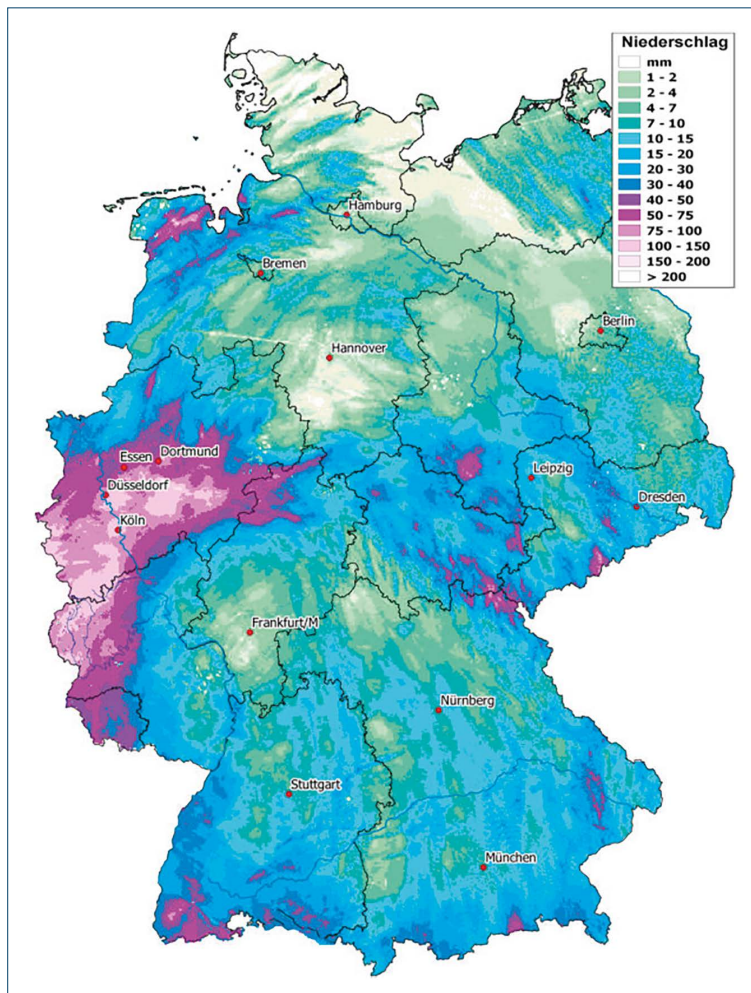 Niederschlag
mm
1 - 2
2 - 4
4 - 7
7 - 10
10 - 15
15 - 20
20 - 30
30 - 40
40 - 50
50 - 75
75 - 100
100 - 150
150 - 200
> 200
Hamburg
Bremen
Berlin
Hannover
Essen
Dortmund
Düsseldorf
Köln
Leipzig
Dresden
Frankfurt/M
Nürnberg
Stuttgart
München